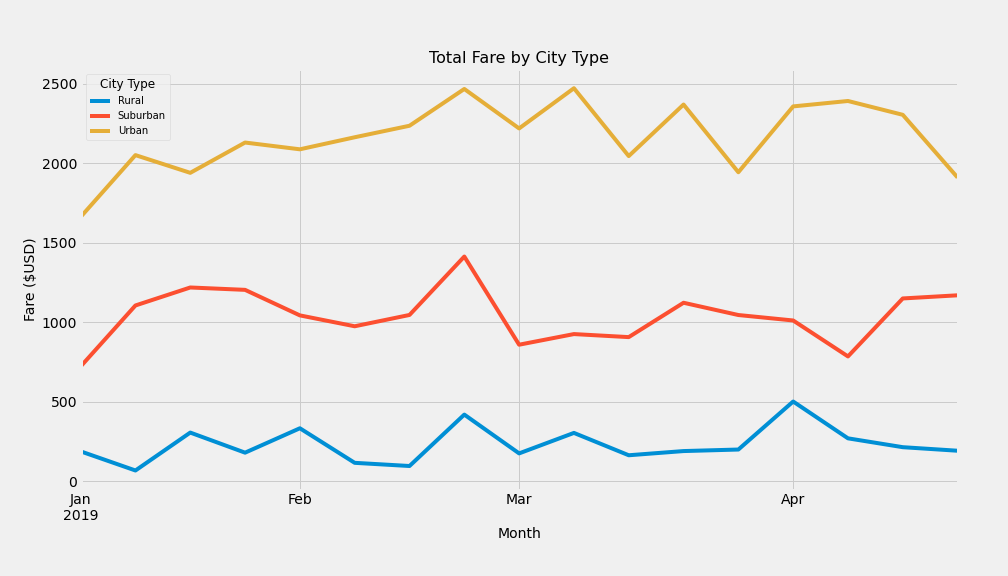 Total Fare by City Type
City Type
Rural
Suburban
Urban
2500
2000
1500
1000
500
0
Fare ($USD)
Jan
2019
Feb
Mar
Apr
Month